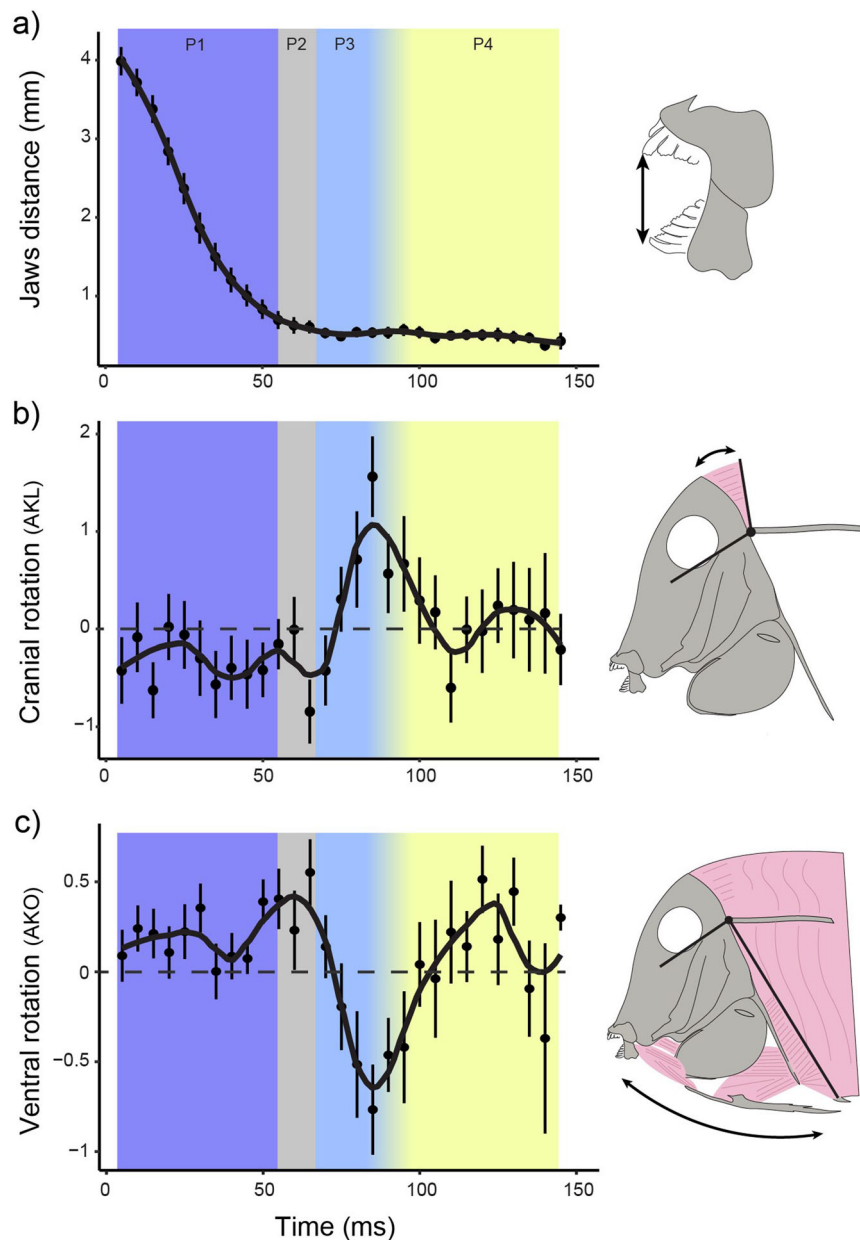 a)
P1 P2 P3 P4
Jaws distance (mm)
4
3
2
1
0 50 100 150
b)
Cranial rotation (AKL)
2
1
0
−1
0 50 100 150
c)
Ventral rotation (AKO)
0.5
0
−0.5
−1
0 50 100 150
Time (ms)